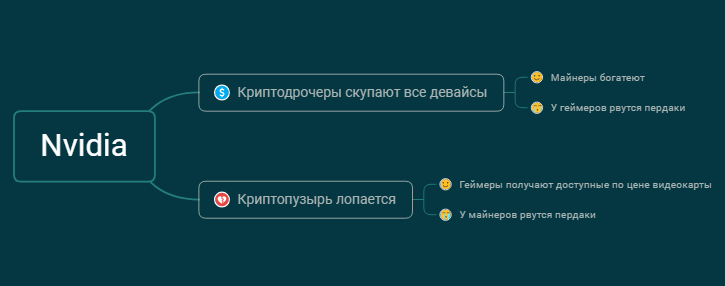 Nvidia
Криптодрочеры скупают все девайсы
Майнеры богатеют
У геймеров рвутся пердаки
Криптопузырь лопается
Геймеры получают доступные по цене видеокарты
У майнеров рвутся пердаки